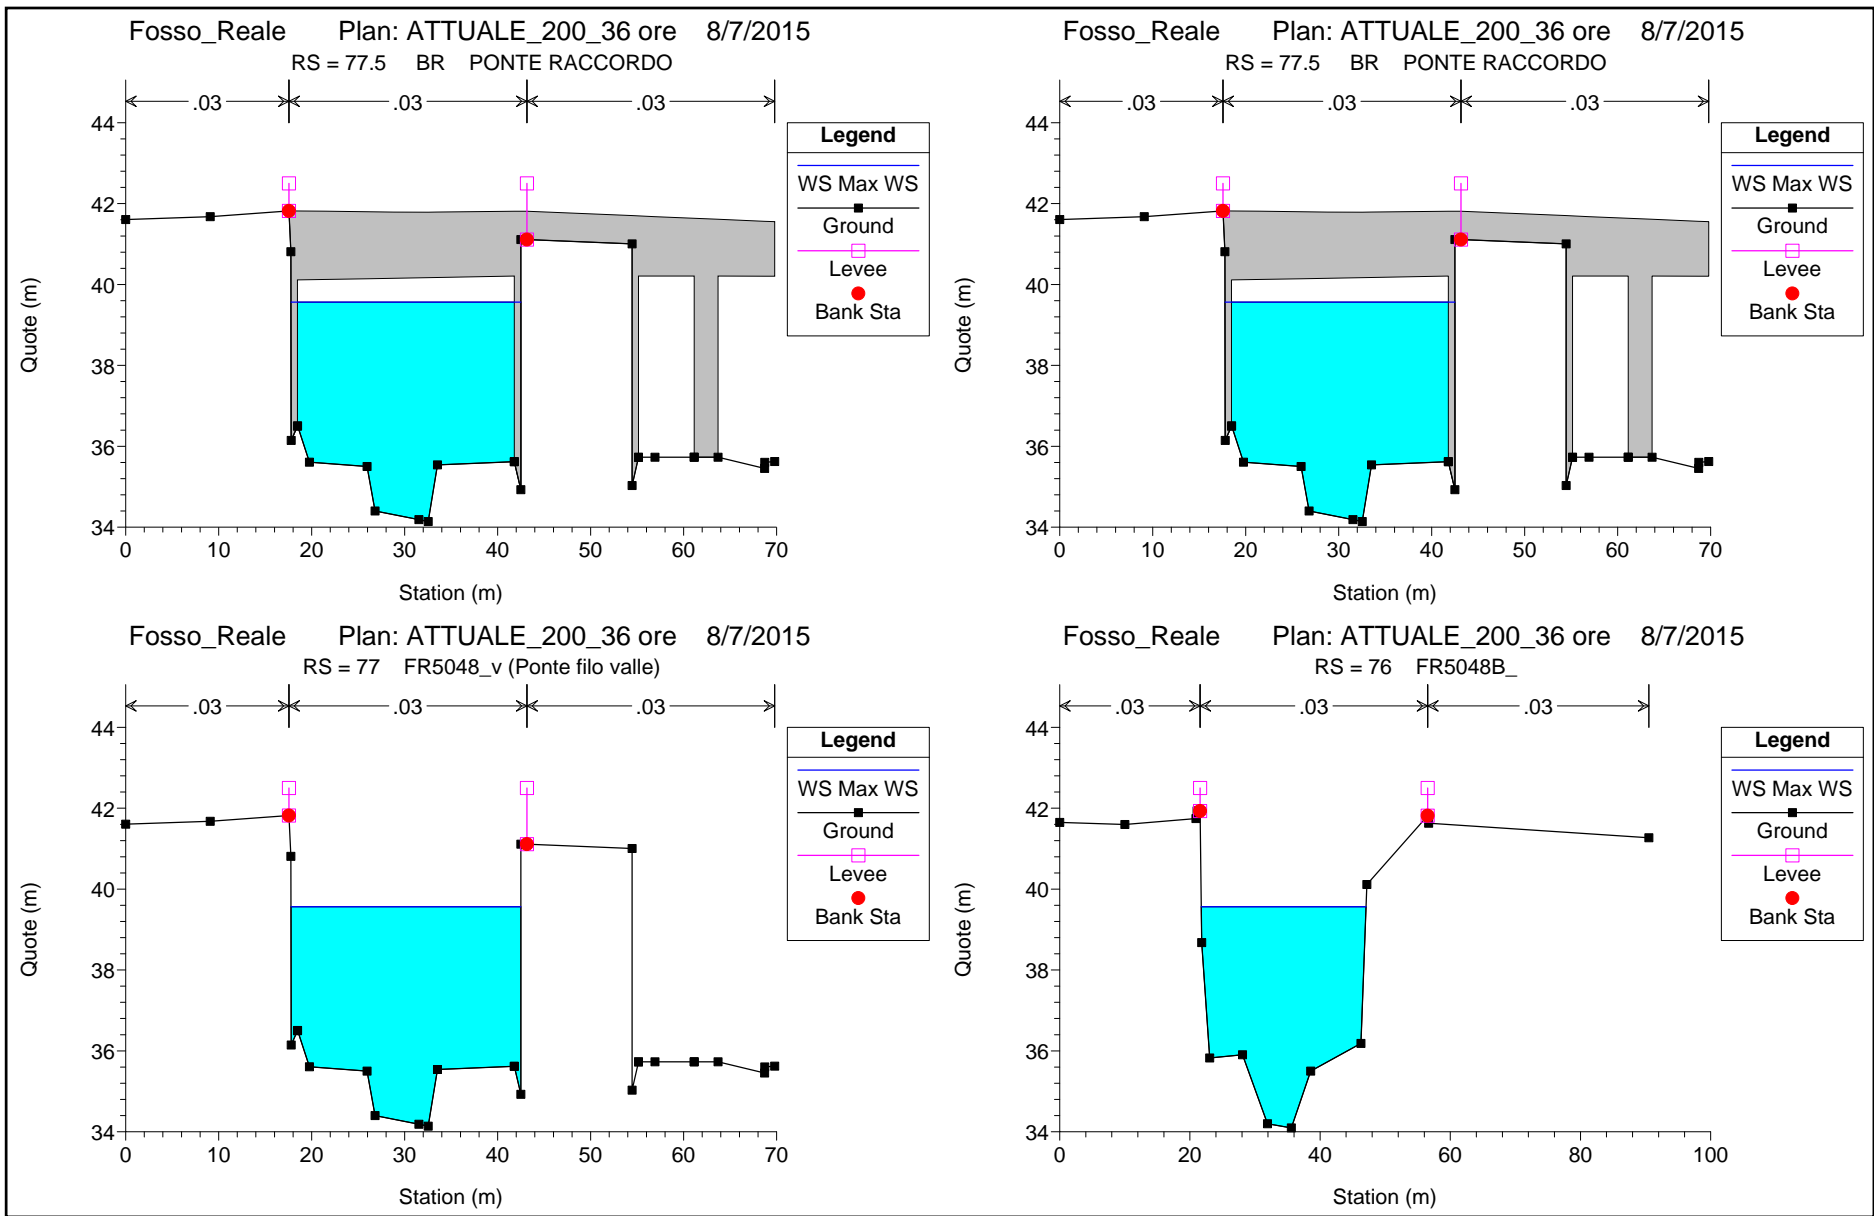 Fosso_Reale Plan: ATTUALE_200_36 ore 8/7/2015
RS = 77.5 BR PONTE RACCORDO
.03 .03 .03
44
42
40
38
36
34
Quote (m)
0 10 20 30 40 50 60 70
Station (m)
Legend
WS Max WS
Ground
Levee
Bank Sta
Fosso_Reale Plan: ATTUALE_200_36 ore 8/7/2015
RS = 77.5 BR PONTE RACCORDO
.03 .03 .03
44
42
40
38
36
34
Quote (m)
0 10 20 30 40 50 60 70
Station (m)
Legend
WS Max WS
Ground
Levee
Bank Sta
Fosso_Reale Plan: ATTUALE_200_36 ore 8/7/2015
RS = 77 FR5048_v (Ponte filo valle)
.03 .03 .03
44
42
40
38
36
34
Quote (m)
0 10 20 30 40 50 60 70
Station (m)
Legend
WS Max WS
Ground
Levee
Bank Sta
Fosso_Reale Plan: ATTUALE_200_36 ore 8/7/2015
RS = 76 FR5048B_
.03 .03 .03
44
42
40
38
36
34
Quote (m)
0 20 40 60 80 100
Station (m)
Legend
WS Max WS
Ground
Levee
Bank Sta